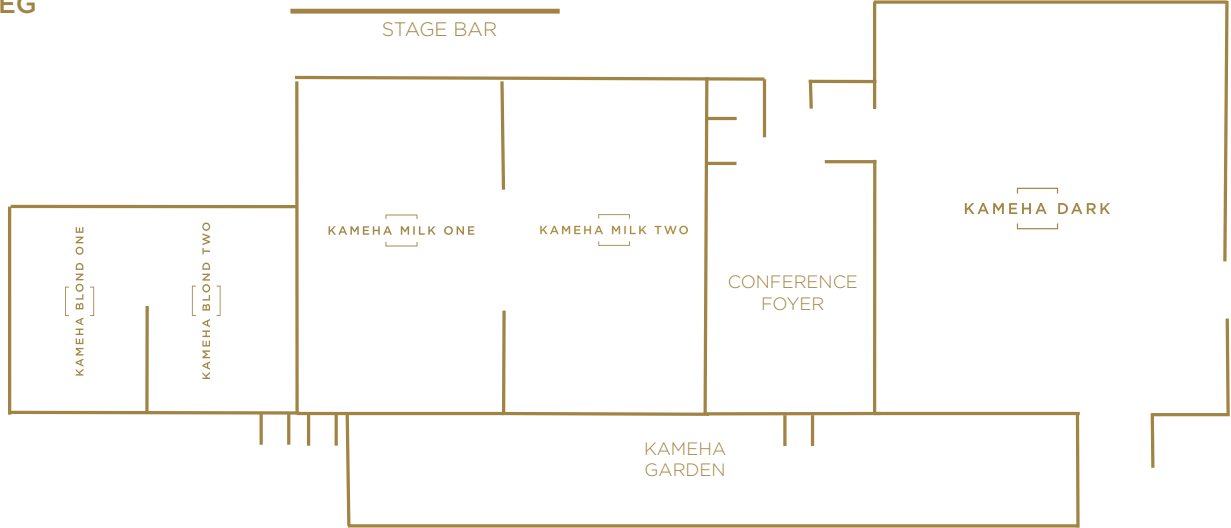 EG
STAGE BAR
KAMEHA BLOND ONE
KAMEHA BLOND TWO
KAMEHA MILK ONE
KAMEHA MILK TWO
CONFERENCE
FOYER
KAMEHA DARK
KAMEHA
GARDEN